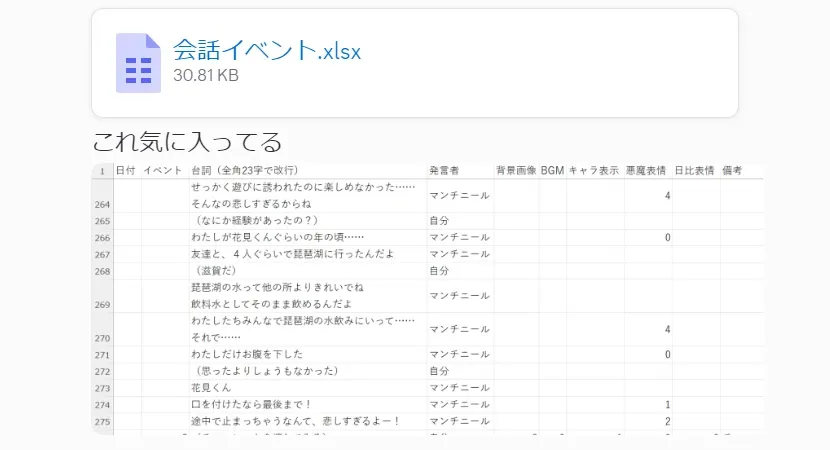 会話イベント.xlsx
30.81 KB
これ気に入ってる
1 日付 イベント 台詞（全角23字で改行） 発言者 背景画像 BGM キャラ表示 悪魔表情 日比表情 備考
せっかく遊びに誘われたのに楽しめなかった……
264 そんなの悲しすぎるからね マンチニール 4
265 （なにか経験があったの？） 自分
266 わたしが花見くんぐらいの年の頃…… マンチニール 0
267 友達と、４人ぐらいで琵琶湖に行ったんだよ マンチニール
268 （滋賀だ） 自分
琵琶湖の水って他の所よりきれいでね
269 飲料水としてそのまま飲めるんだよ マンチニール
わたしたちみんなで琵琶湖の水飲みにいって……
270 それで…… マンチニール 4
271 わたしだけお腹を下した マンチニール 0
272 （思ったよりしょうもなかった） 自分
273 花見くん マンチニール
274 口を付けたなら最後まで！ マンチニール 1
275 途中で止まっちゃうなんて、悲しすぎるよー！ マンチニール 2